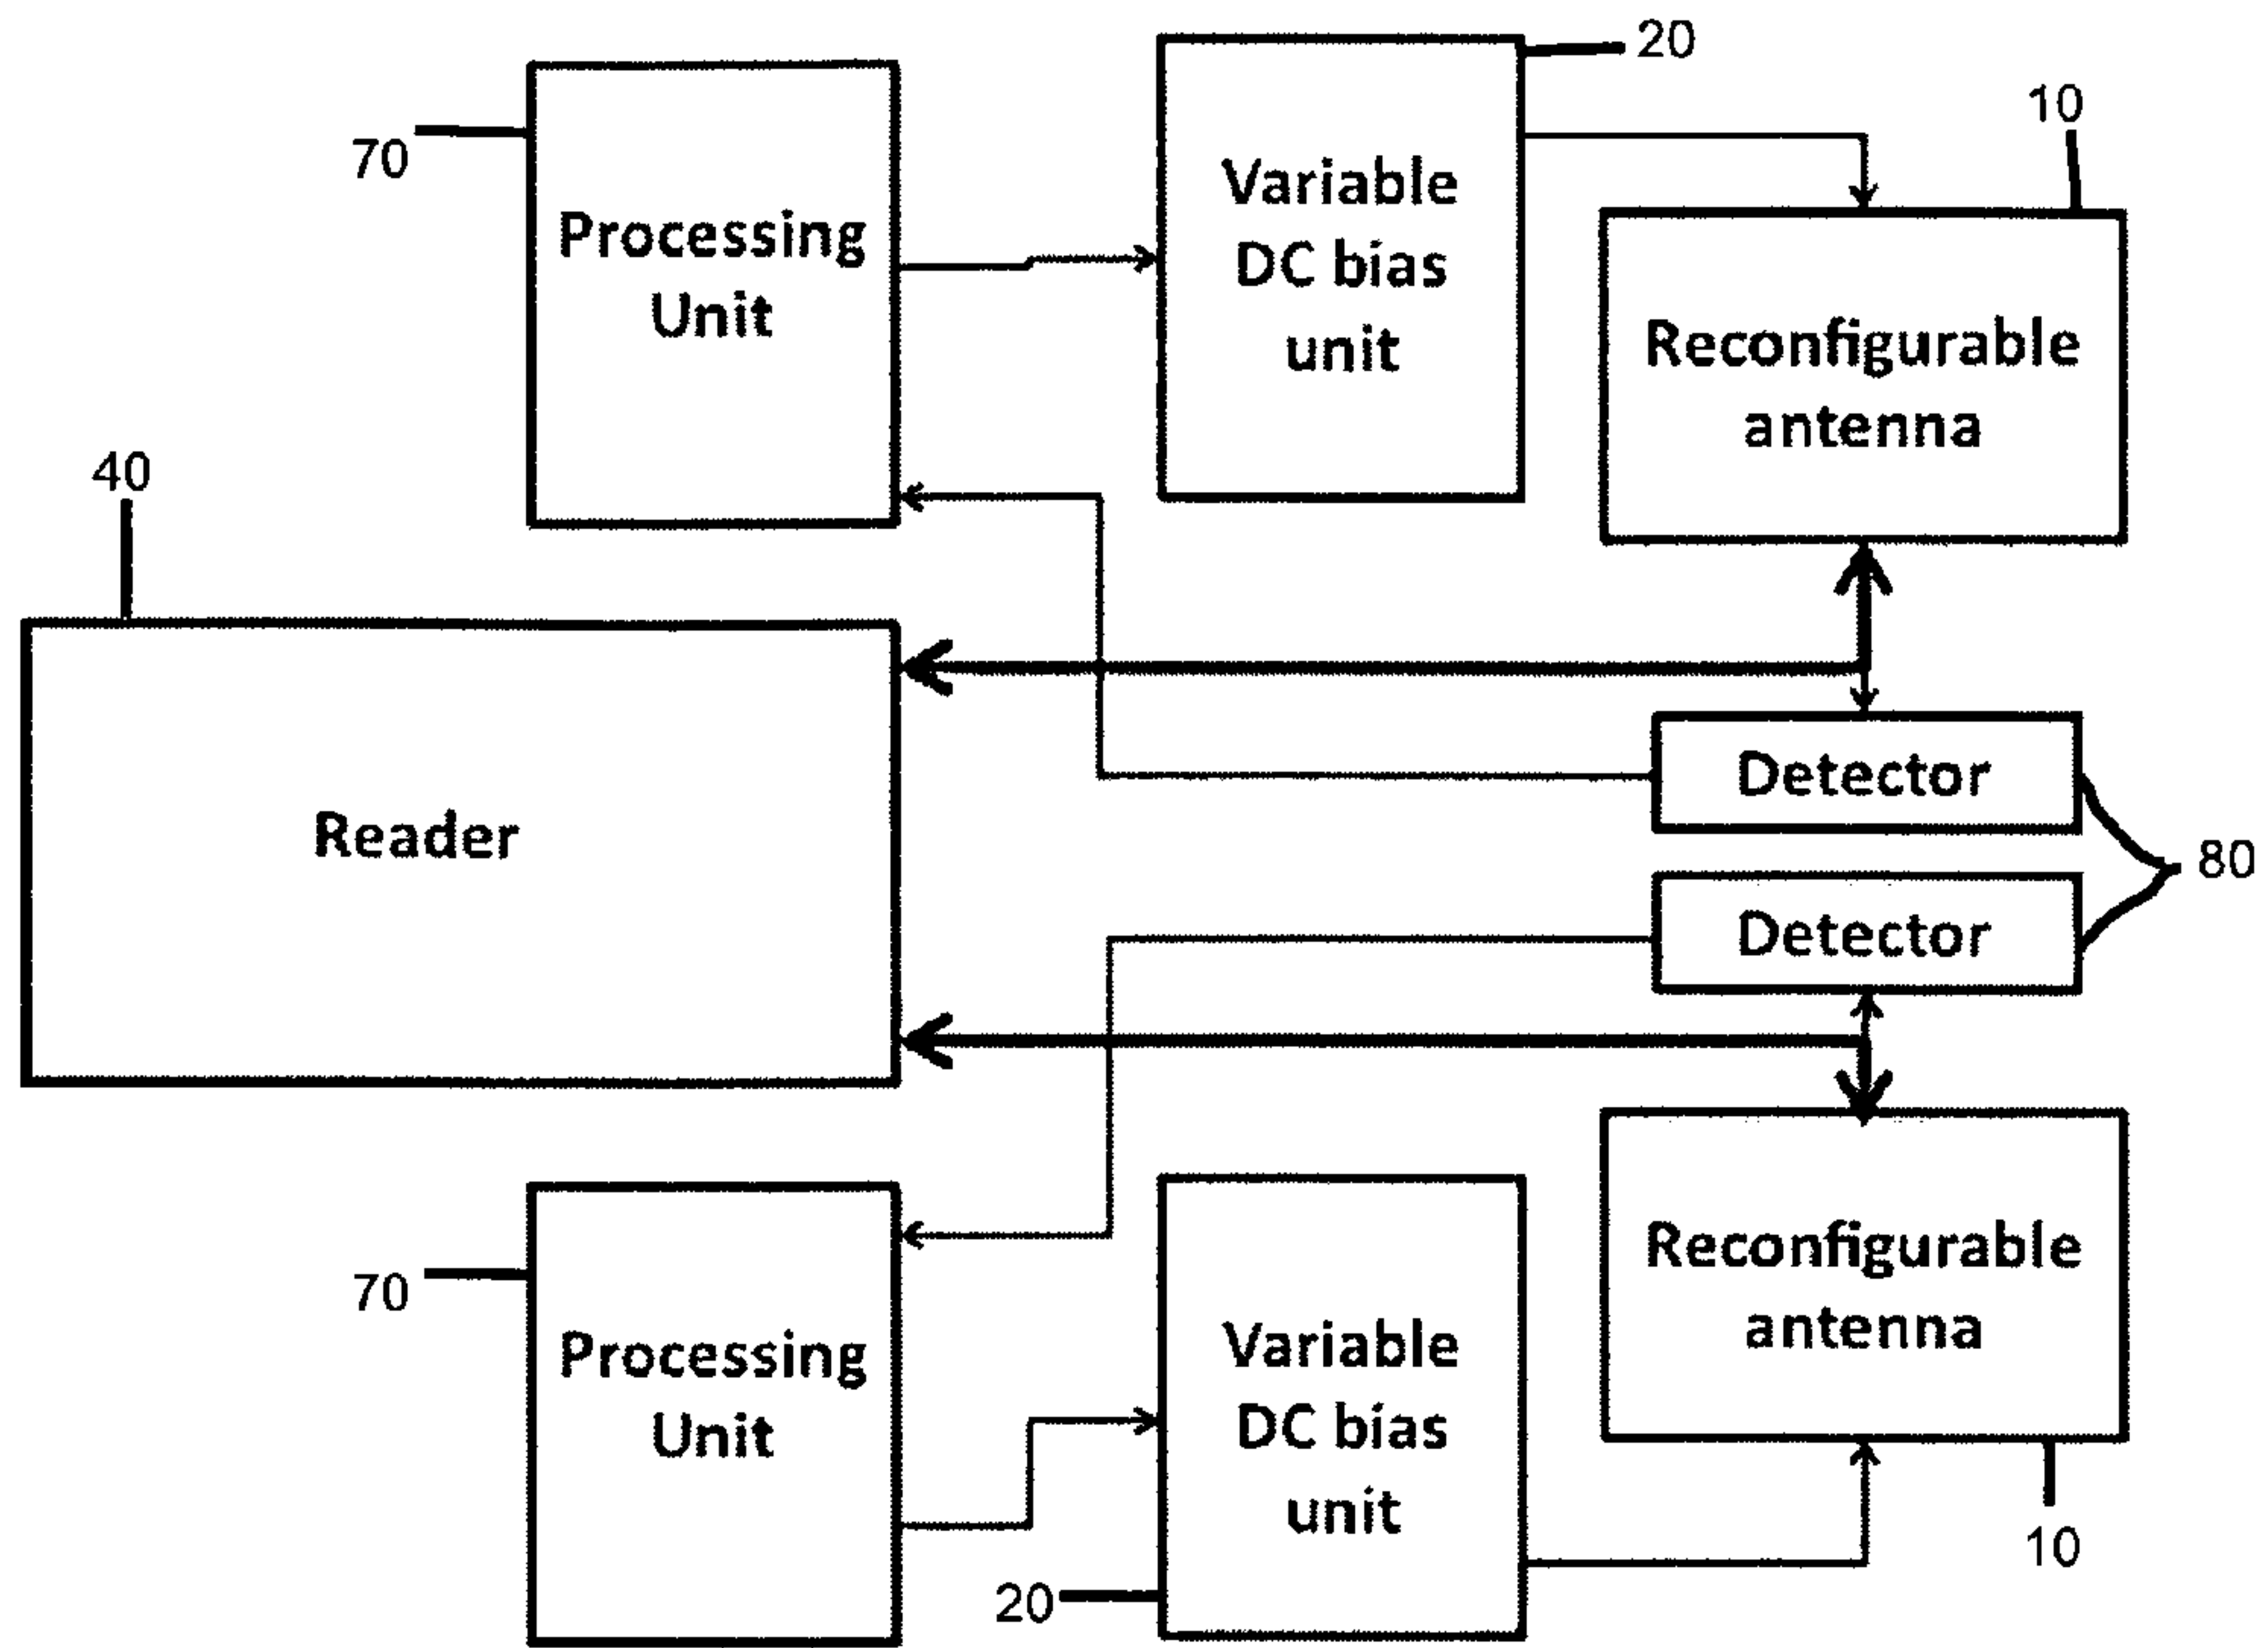 20
10
70
Processing
Unit
Variable
DC bias
unit
Reconfigurable
antenna
40
Reader
Detector
80
Detector
70
Processing
Unit
Variable
DC bias
unit
Reconfigurable
antenna
20
10